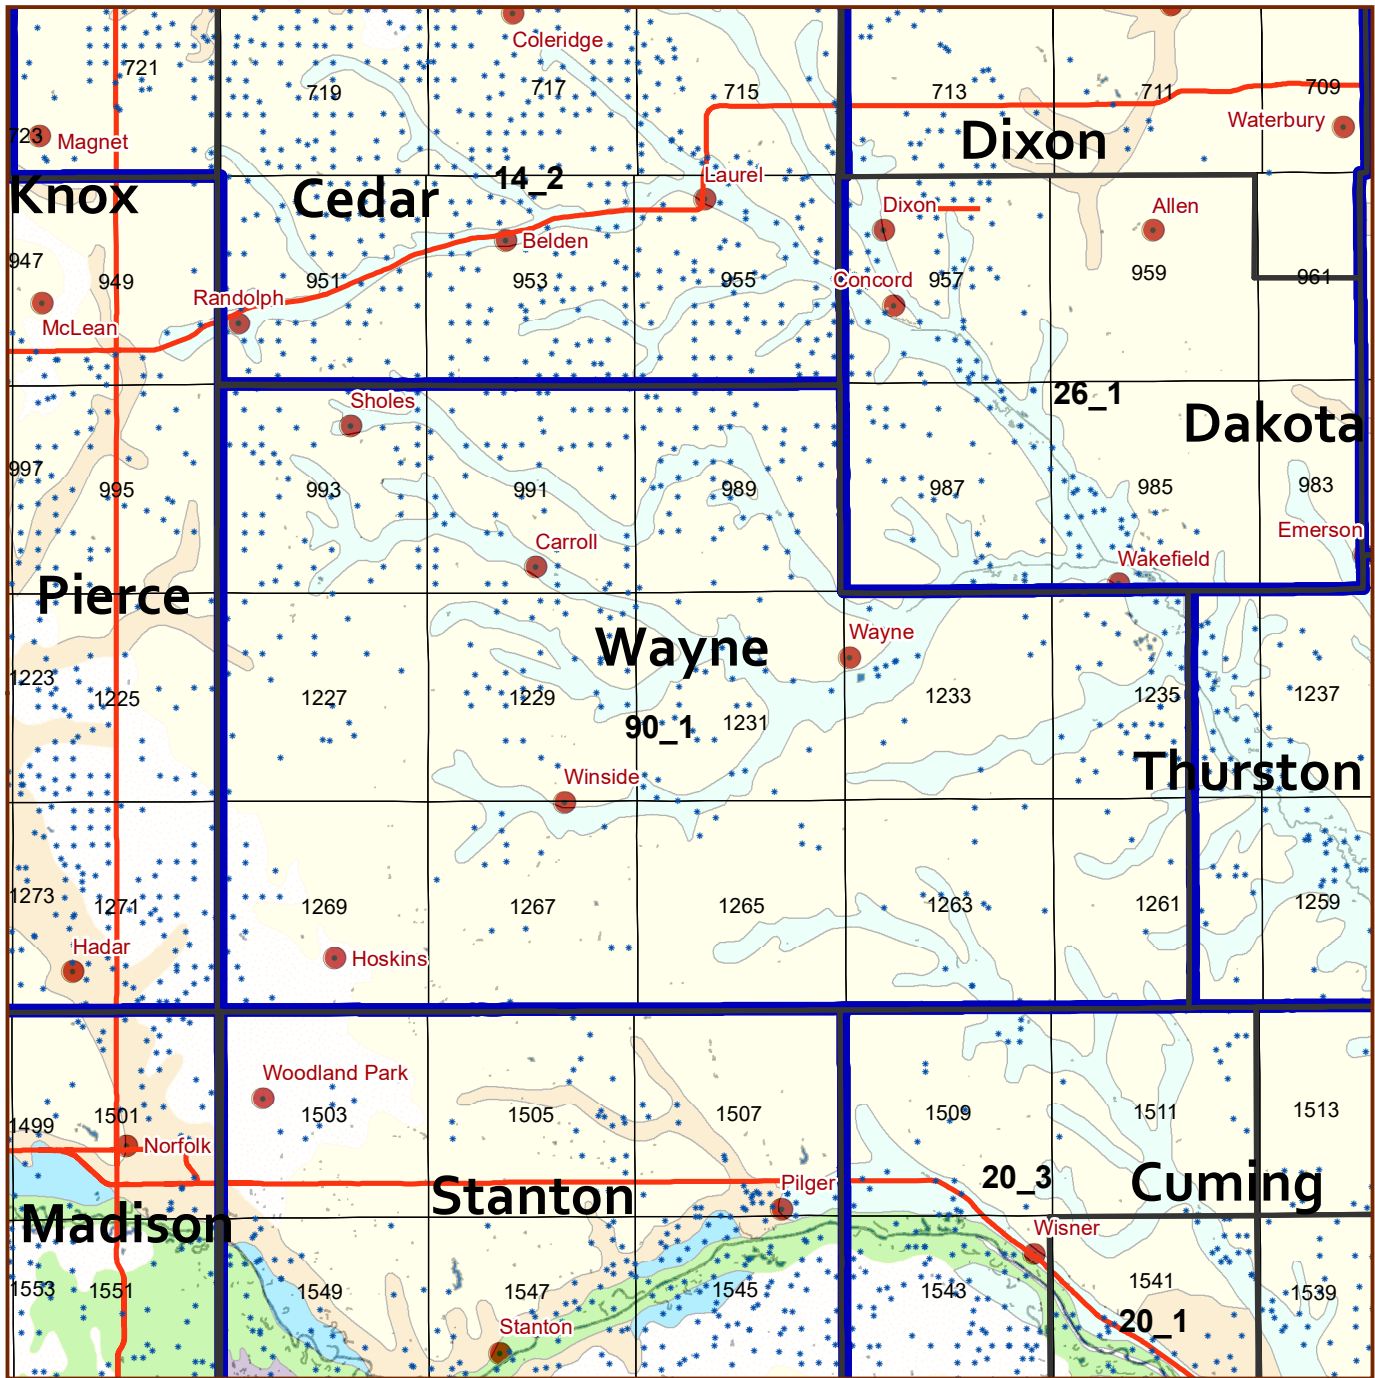 Coleridge
721
719
717
715
713
711
709
Waterbury
723
Magnet
Dixon
Knox
Cedar
14_2
Laurel
Dixon
Allen
Belden
947
949
951
953
955
Concord
957
959
961
Randolph
McLean
26_1
Sholes
Dakota
997
995
993
991
989
987
985
983
Emerson
Carroll
Wakefield
Pierce
Wayne
Wayne
1223
1225
1227
1229
90_1
1231
1233
1235
1237
Winside
Thurston
1273
1271
1269
1267
1265
1263
1261
1259
Hadar
Hoskins
Woodland Park
1499
1501
1503
1505
1507
1509
1511
1513
Norfolk
Madison
Stanton
Pilger
20_3
Cuming
Wisner
1553
1551
1549
1547
1545
1543
1541
1539
Stanton
20_1